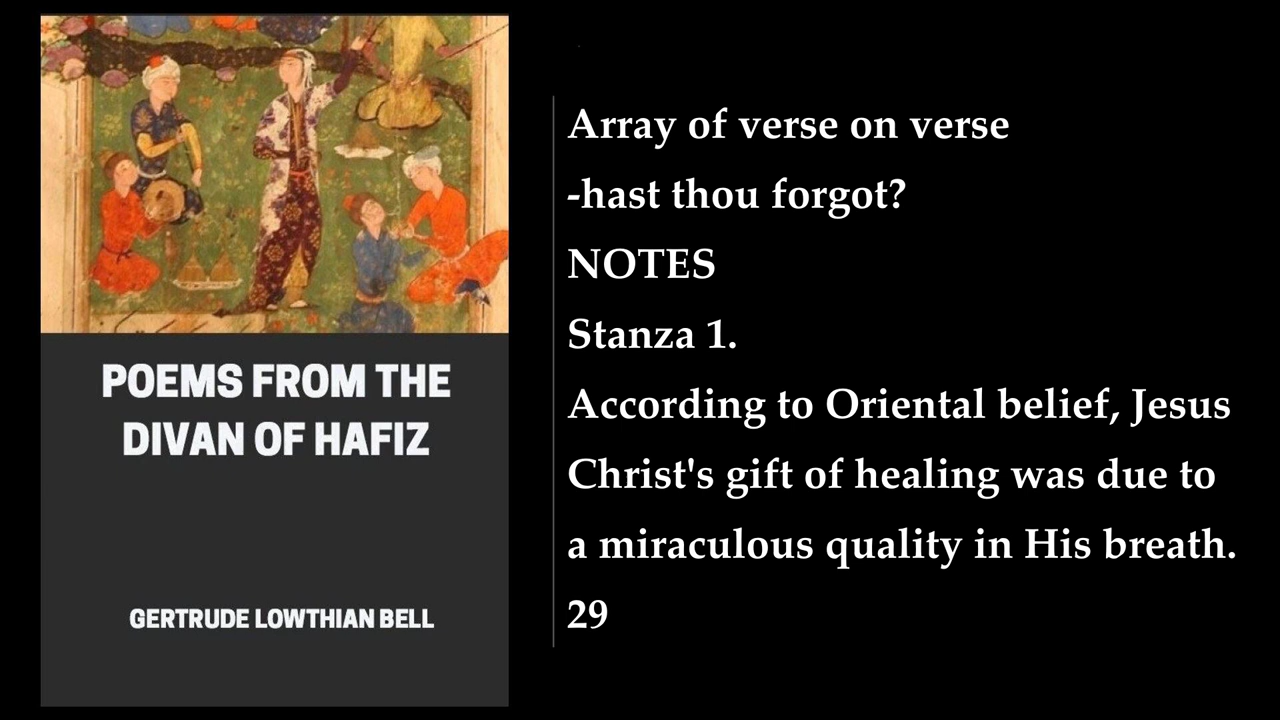 POEMS FROM THE
DIVAN OF HAFIZ
GERTRUDE LOWTHIAN BELL
Array of verse on verse
-hast thou forgot?
NOTES
Stanza 1.
According to Oriental belief, Jesus
Christ's gift of healing was due to
a miraculous quality in His breath.
29